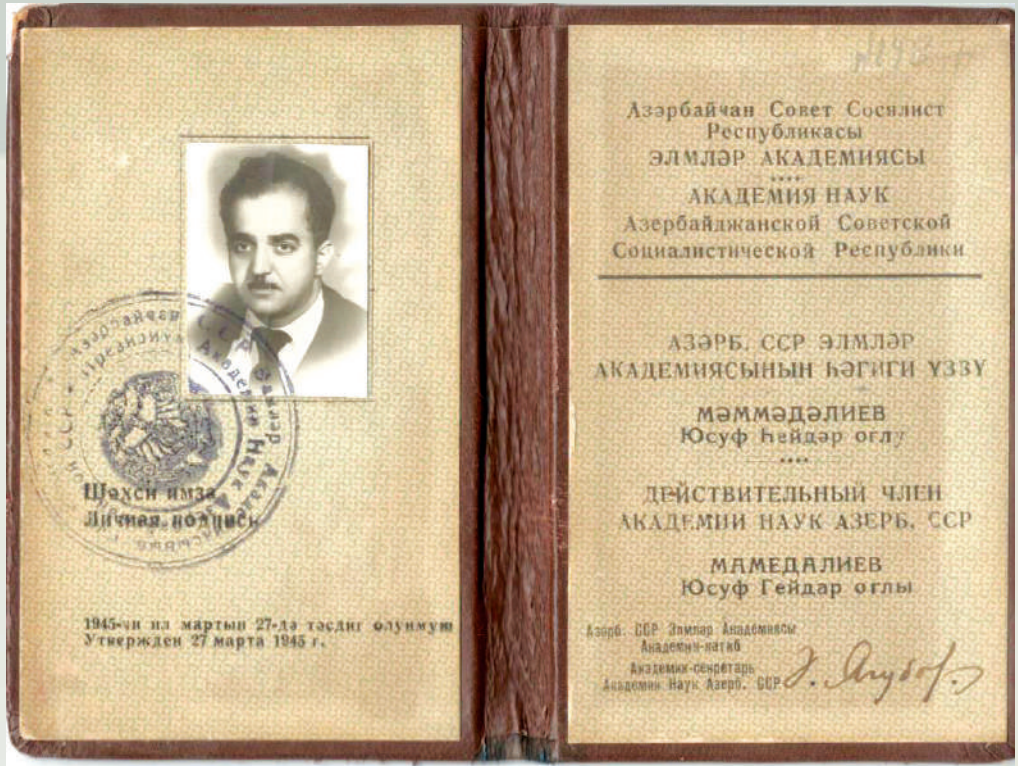 Шәхси имза
Личная подпись
1945-чи ил мартын 27-дә тәсдиг олунмуш
Утвержден 27 марта 1945 г.
Азәрбайҹан Совет Сосялист
Республикасы
ЭЛМЛӘР АКАДЕМИЯСЫ
АКАДЕМИЯ НАУК
Азербайджанской Советской
Социалистической Республики
АЗӘРБ. ССР ЭЛМЛӘР
АКАДЕМИЯСЫНЫН ҺӘГИГИ ҮЗЗҮ
МӘММӘДӘЛИЕВ
Юсуф Һейдәр оглу
ДЕЙСТВИТЕЛЬНЫЙ ЧЛЕН
АКАДЕМИИ НАУК АЗЕРБ. ССР
МАМЕДАЛИЕВ
Юсуф Гейдар оглы
Азәрб. ССР Элмләр Академиясы
Академик-катиб
Академик-секретарь
Академии Наук Азерб. ССР